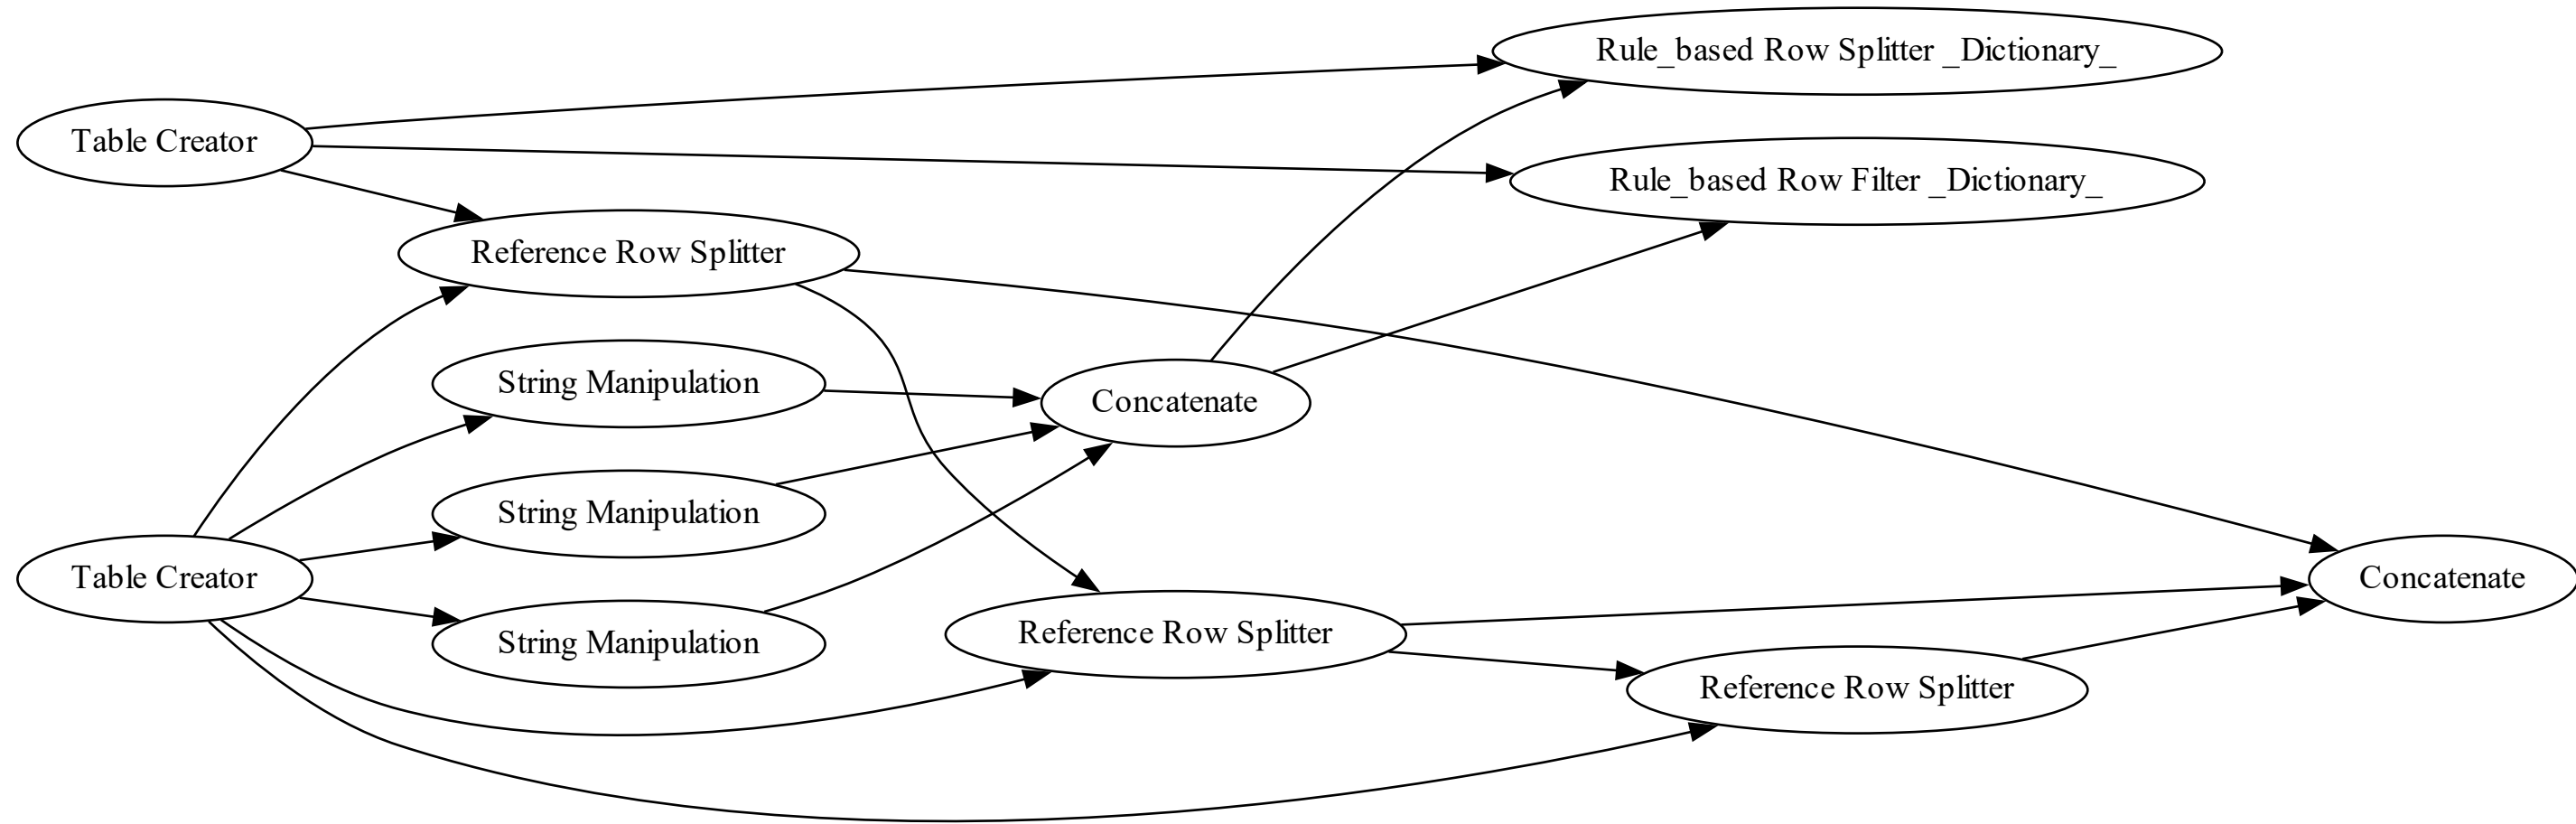 Rule_based Row Splitter _Dictionary_
Table Creator
Rule_based Row Filter _Dictionary_
Reference Row Splitter
String Manipulation
Concatenate
String Manipulation
Table Creator
Concatenate
String Manipulation
Reference Row Splitter
Reference Row Splitter